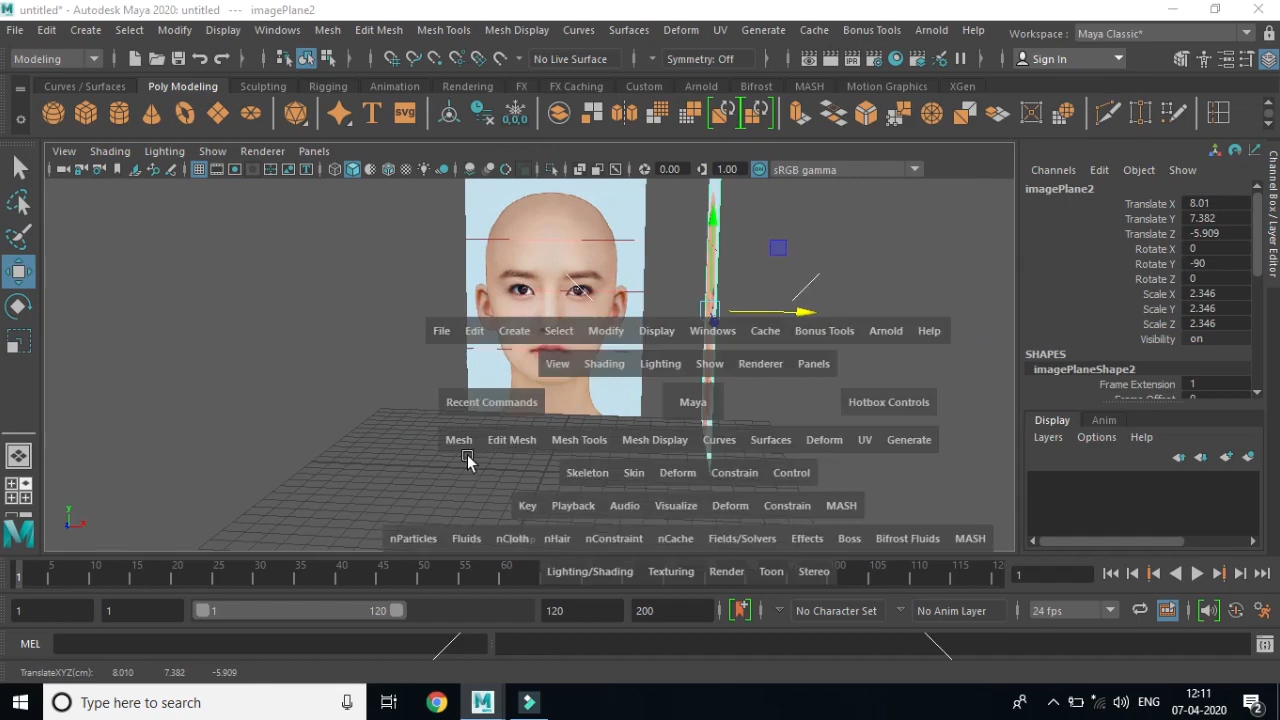 untitled* - Autodesk Maya 2020: untitled --- imagePlane2
File Edit Create Select Modify Display Windows Mesh Edit Mesh Mesh Tools Mesh Display Curves Surfaces Deform UV Generate Cache Bonus Tools Arnold Help Workspace : Maya Classic*
Modeling No Live Surface Symmetry: Off Sign In
Curves / Surfaces Poly Modeling Sculpting Rigging Animation Rendering FX FX Caching Custom Arnold Bifrost MASH Motion Graphics XGen
T SVG 0,0,0
View Shading Lighting Show Renderer Panels
0.00 1.00 sRGB gamma
Channels Edit Object Show
imagePlane2
Translate X 8.01
Translate Y 7.382
Translate Z -5.909
Rotate X 0
Rotate Y -90
Rotate Z 0
Scale X 2.346
Scale Y 2.346
Scale Z 2.346
Visibility on
SHAPES
imagePlaneShape2
Frame Extension 1
Channel Box / Layer Editor
File Edit Create Select Modify Display Windows Cache Bonus Tools Arnold Help
View Shading Lighting Show Renderer Panels
Recent Commands Maya Hotbox Controls
Mesh Edit Mesh Mesh Tools Mesh Display Curves Surfaces Deform UV Generate
Skeleton Skin Deform Constrain Control
Key Playback Audio Visualize Deform Constrain MASH
nParticles Fluids nCloth nHair nConstraint nCache Fields/Solvers Effects Boss Bifrost Fluids MASH
Lighting/Shading Texturing Render Toon Stereo
Display Anim
Layers Options Help
y x
1 5 10 15 20 25 30 35 40 45 50 55 60 100 105 110 115 12 1
1 1 1 120 120 200 No Character Set No Anim Layer 24 fps
MEL
TranslateXYZ(cm): 8.010 7.382 -5.909
Type here to search
ENG 12:11
07-04-2020 2